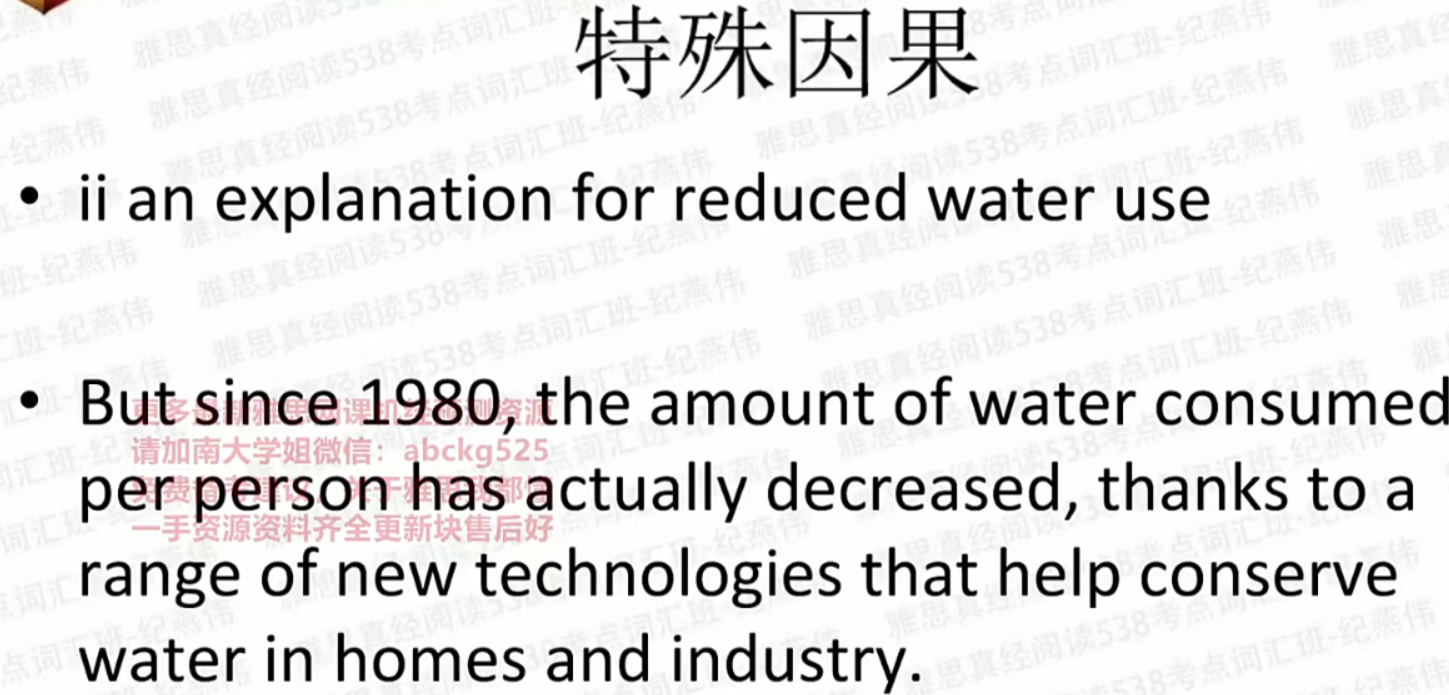 特殊因果
• ii an explanation for reduced water use
• But since 1980, the amount of water consumed
per person has actually decreased, thanks to a
range of new technologies that help conserve
water in homes and industry.
请加南大学姐微信：abckg525
一手资源资料齐全更新块售后好
雅思真经阅读538考点词汇班-纪燕伟